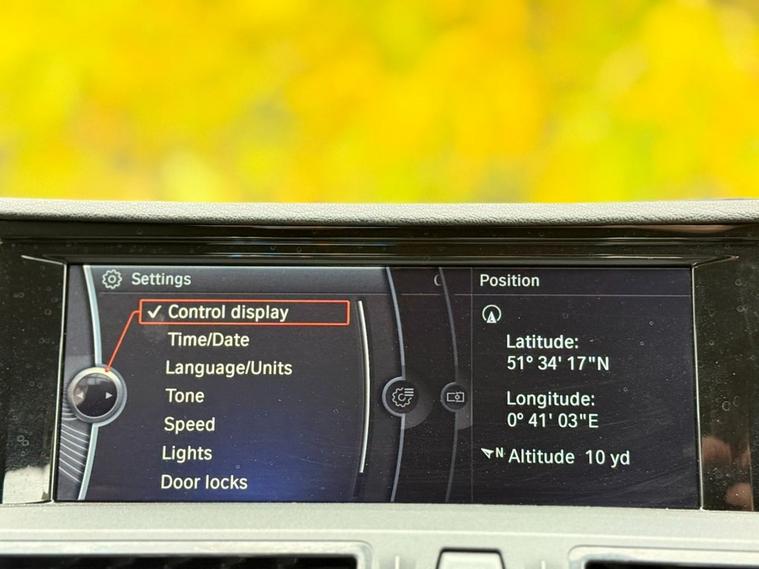 Settings
✓ Control display
Time/Date
Language/Units
Tone
Speed
Lights
Door locks
Position
Latitude:
51° 34' 17"N
Longitude:
0° 41' 03"E
N Altitude 10 yd